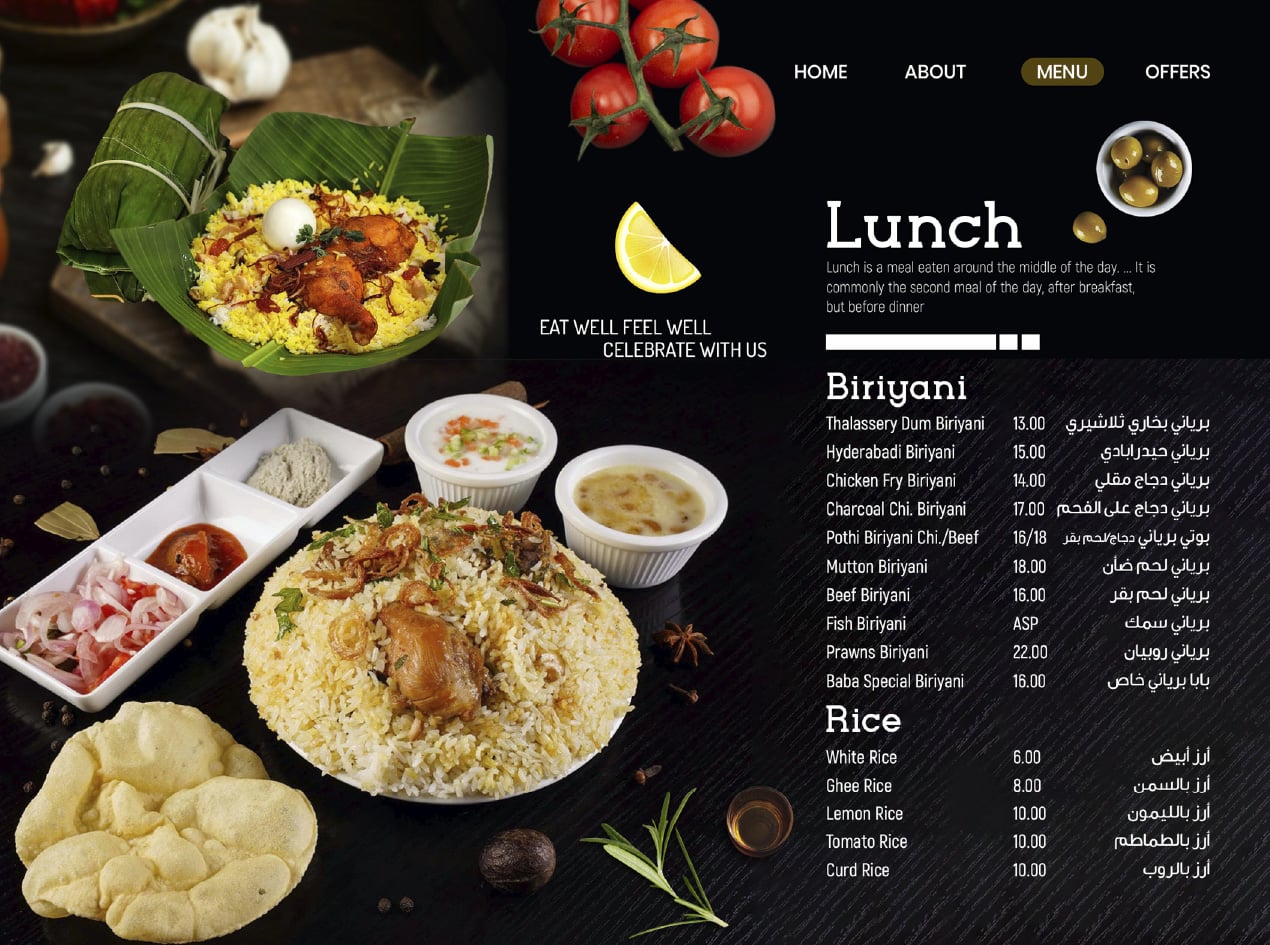 HOME ABOUT MENU OFFERS
Lunch
Lunch is a meal eaten around the middle of the day. ... It is
commonly the second meal of the day, after breakfast,
but before dinner
EAT WELL FEEL WELL
CELEBRATE WITH US
Biriyani
Thalassery Dum Biriyani 13.00 برياني بخاري ثلاشيري
Hyderabadi Biriyani 15.00 برياني حيدرابادي
Chicken Fry Biriyani 14.00 برياني دجاج مقلي
Charcoal Chi. Biriyani 17.00 برياني دجاج على الفحم
Pothi Biriyani Chi./Beef 16/18 بوتي برياني دجاج/لحم بقر
Mutton Biriyani 18.00 برياني لحم ضأن
Beef Biriyani 16.00 برياني لحم بقر
Fish Biriyani ASP برياني سمك
Prawns Biriyani 22.00 برياني روبيان
Baba Special Biriyani 16.00 بابا برياني خاص
Rice
White Rice 6.00 أرز أبيض
Ghee Rice 8.00 أرز بالسمن
Lemon Rice 10.00 أرز بالليمون
Tomato Rice 10.00 أرز بالطماطم
Curd Rice 10.00 أرز بالروب